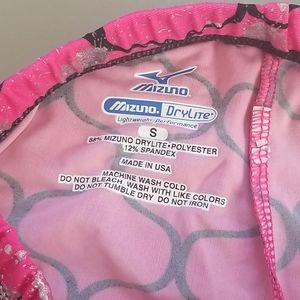 MIZUNO
MIZUNO. DRYLITE
Lightweight Performance
S
88% MIZUNO DRYLITE • POLYESTER
12% SPANDEX
MADE IN USA
MACHINE WASH COLD
DO NOT BLEACH WASH WITH LIKE COLORS
DO NOT TUMBLE DRY DO NOT IRON